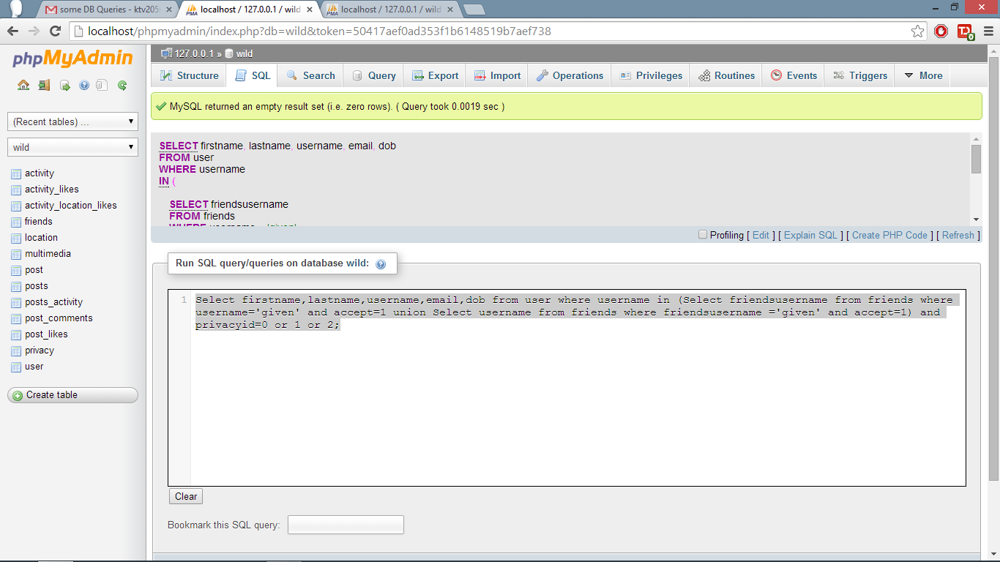 some DB Queries - ktv205
localhost / 127.0.0.1 / wild
localhost / 127.0.0.1 / wild
localhost/phpmyadmin/index.php?db=wild&token=50417aef0ad353f1b6148519b7aef738
phpMyAdmin
127.0.0.1 » wild
Structure SQL Search Query Export Import Operations Privileges Routines Events Triggers More
MySQL returned an empty result set (i.e. zero rows). ( Query took 0.0019 sec )
(Recent tables) ...
wild
activity
activity_likes
activity_location_likes
friends
location
multimedia
post
posts
posts_activity
post_comments
post_likes
privacy
user
Create table
SELECT firstname, lastname, username, email, dob
FROM user
WHERE username
IN (
SELECT friendsusername
FROM friends
Profiling [ Edit ] [ Explain SQL ] [ Create PHP Code ] [ Refresh ]
Run SQL query/queries on database wild:
1 Select firstname,lastname,username,email,dob from user where username in (Select friendsusername from friends where
username='given' and accept=1 union Select username from friends where friendsusername ='given' and accept=1) and
privacyid=0 or 1 or 2;
Clear
Bookmark this SQL query: